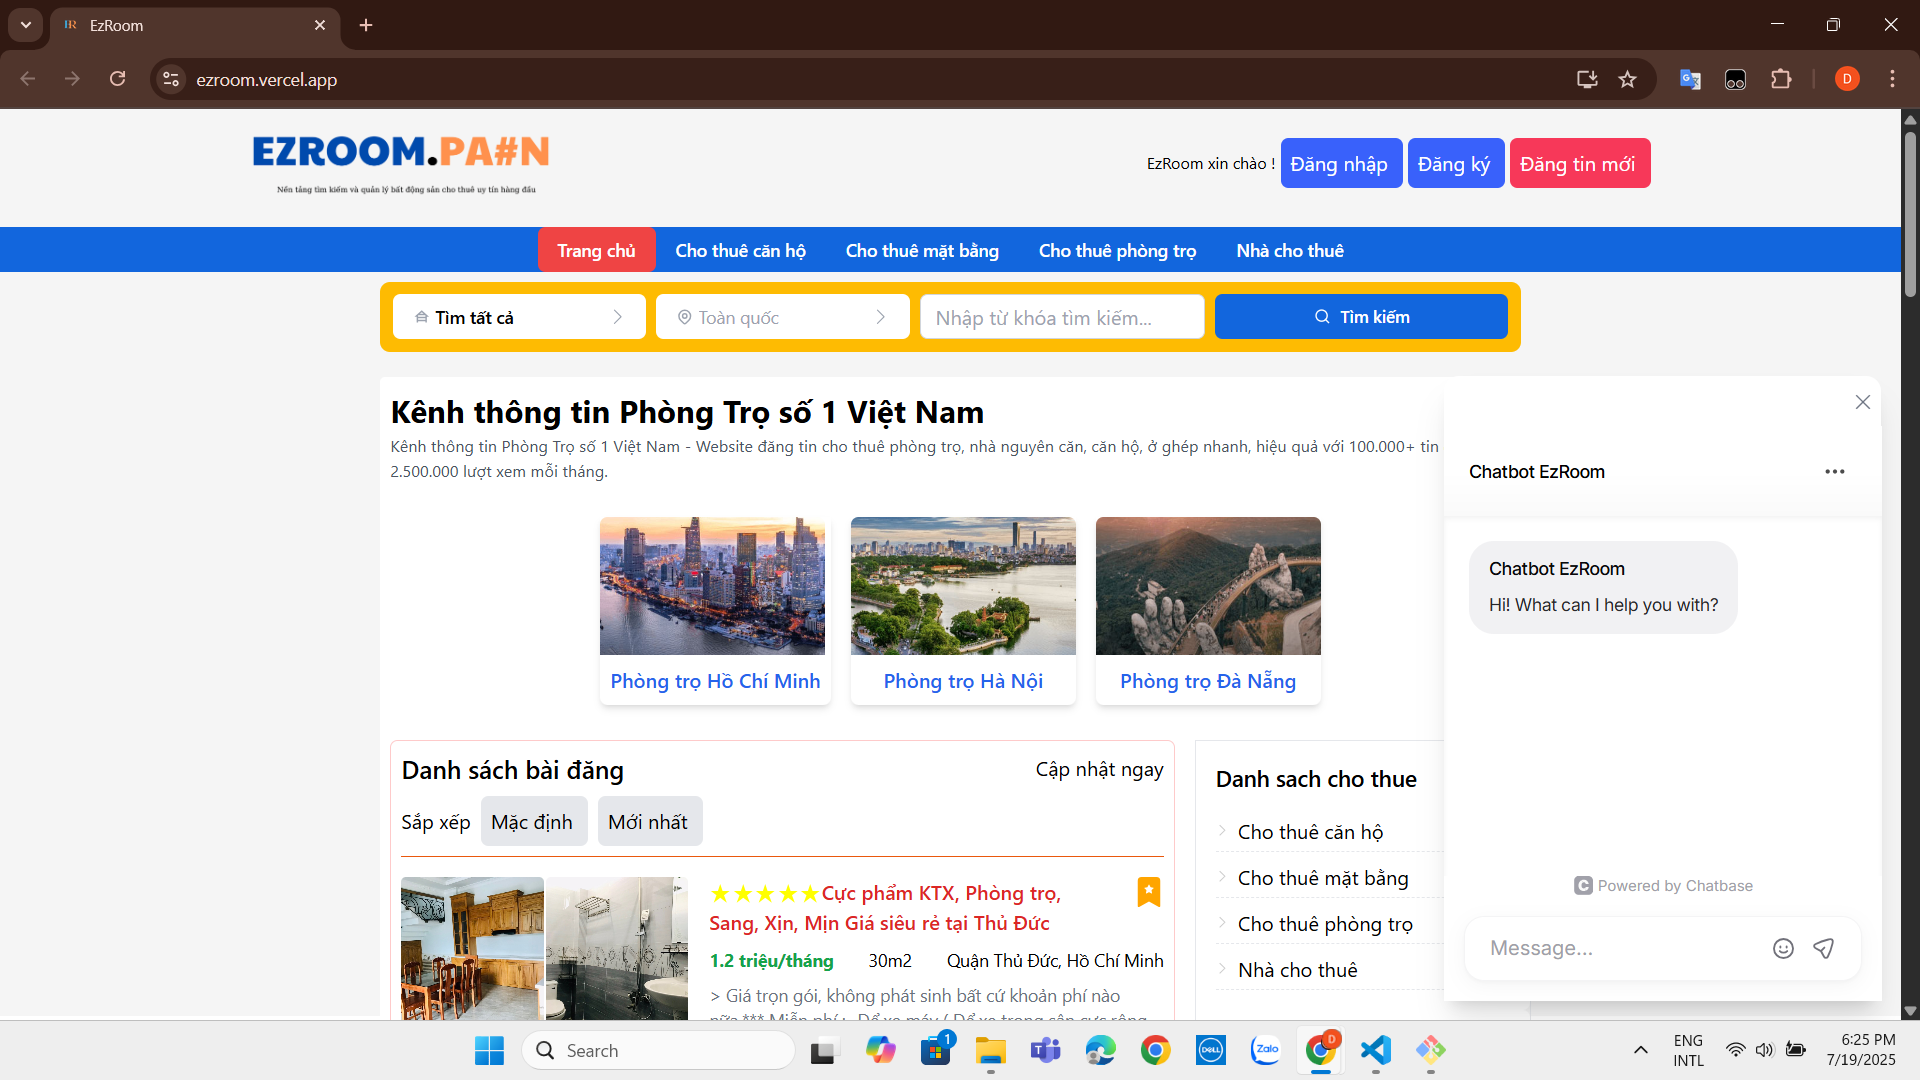 EzRoom
ezroom.vercel.app
D
EZROOM.PA#N
Nền tảng tìm kiếm và quản lý bất động sản cho thuê uy tín hàng đầu
EzRoom xin chào !
Đăng nhập
Đăng ký
Đăng tin mới
Trang chủ
Cho thuê căn hộ
Cho thuê mặt bằng
Cho thuê phòng trọ
Nhà cho thuê
Tìm tất cả
Toàn quốc
Nhập từ khóa tìm kiếm...
Tìm kiếm
Kênh thông tin Phòng Trọ số 1 Việt Nam
Kênh thông tin Phòng Trọ số 1 Việt Nam - Website đăng tin cho thuê phòng trọ, nhà nguyên căn, căn hộ, ở ghép nhanh, hiệu quả với 100.000+ tin
2.500.000 lượt xem mỗi tháng.
Phòng trọ Hồ Chí Minh
Phòng trọ Hà Nội
Phòng trọ Đà Nẵng
Danh sách bài đăng
Cập nhật ngay
Sắp xếp
Mặc định
Mới nhất
Cực phẩm KTX, Phòng trọ,
Sang, Xịn, Mịn Giá siêu rẻ tại Thủ Đức
1.2 triệu/tháng
30m2
Quận Thủ Đức, Hồ Chí Minh
> Giá trọn gói, không phát sinh bất cứ khoản phí nào
Danh sach cho thue
Cho thuê căn hộ
Cho thuê mặt bằng
Cho thuê phòng trọ
Nhà cho thuê
Chatbot EzRoom
Chatbot EzRoom
Hi! What can I help you with?
Powered by Chatbase
Message...
Search
1
DELL
Zalo
D
ENG
INTL
6:25 PM
7/19/2025